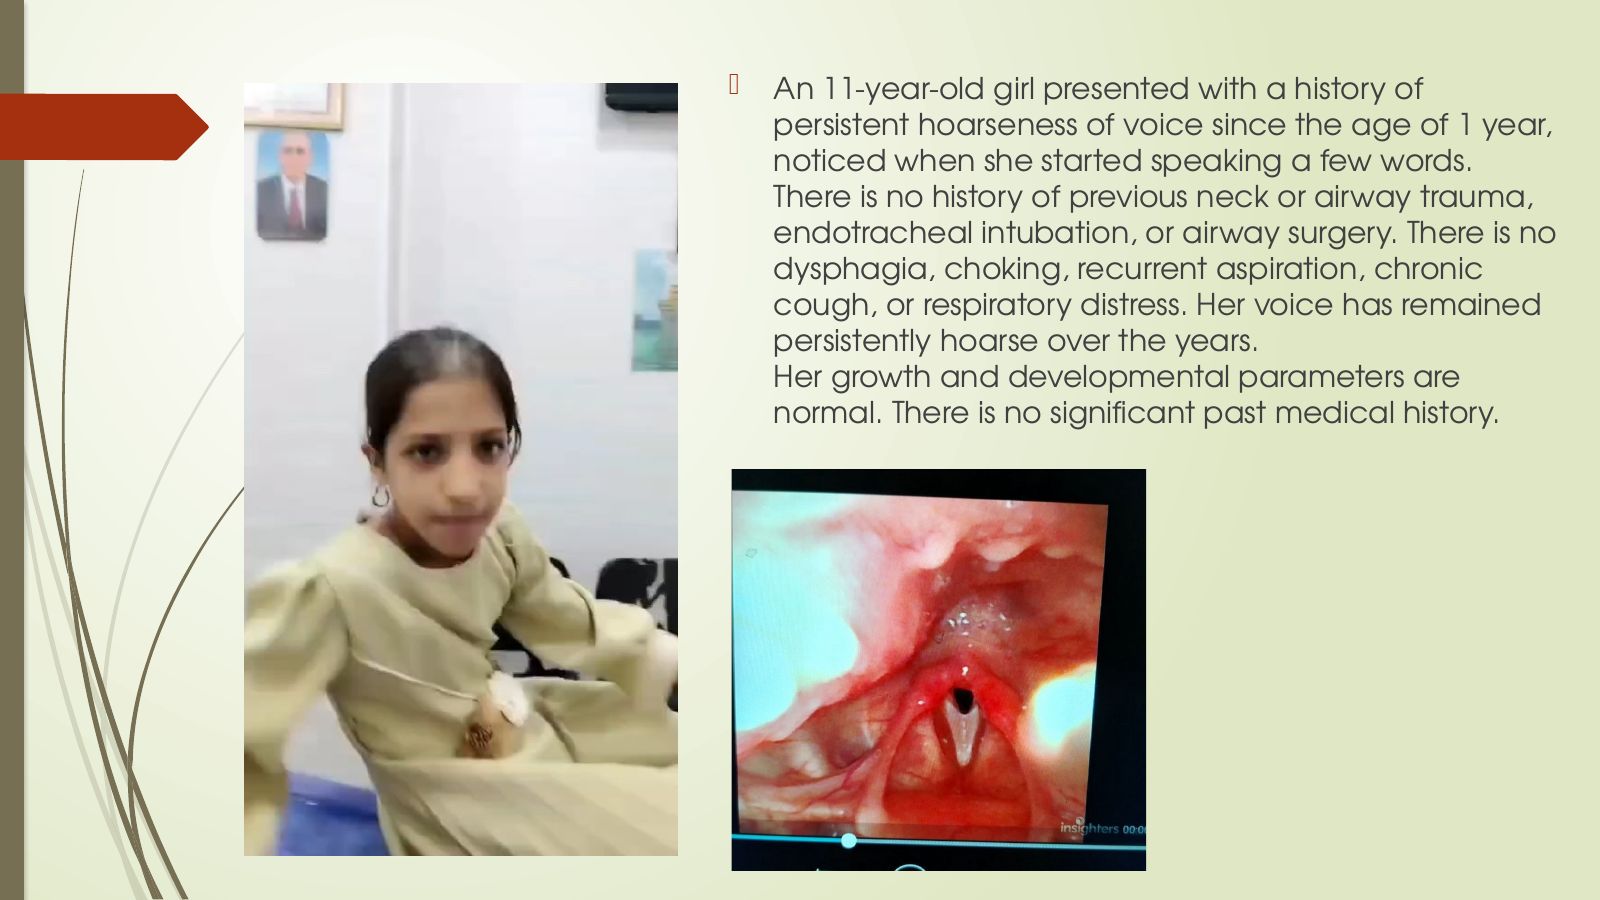 An 11-year-old girl presented with a history of
persistent hoarseness of voice since the age of 1 year,
noticed when she started speaking a few words.
There is no history of previous neck or airway trauma,
endotracheal intubation, or airway surgery. There is no
dysphagia, choking, recurrent aspiration, chronic
cough, or respiratory distress. Her voice has remained
persistently hoarse over the years.
Her growth and developmental parameters are
normal. There is no significant past medical history.
insighters 00:0